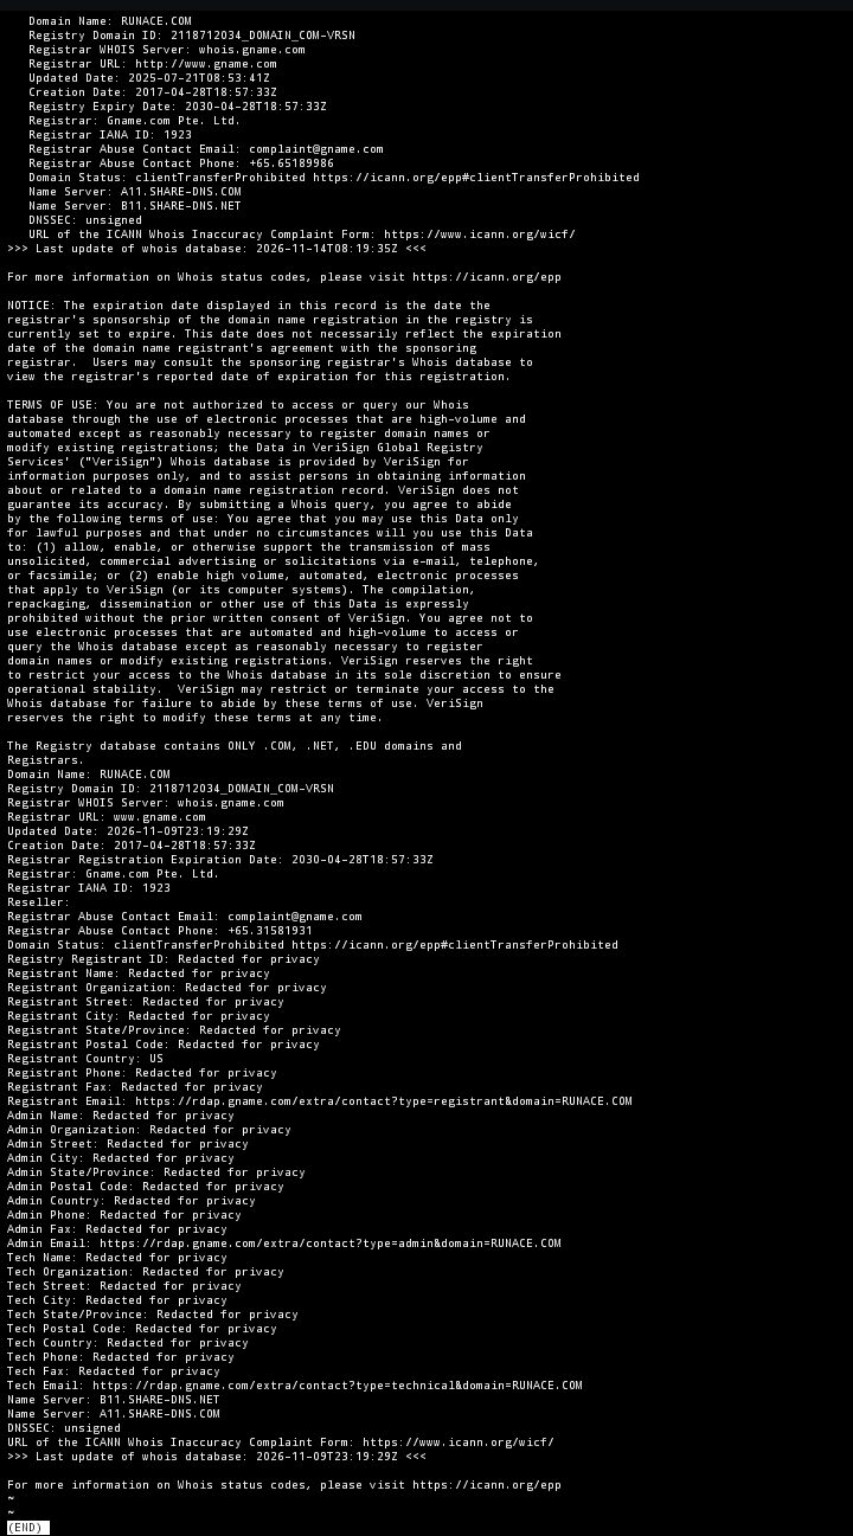 Domain Name: RUNACE.COM
Registry Domain ID: 2118712034_DOMAIN_COM-VRSN
Registrar WHOIS Server: whois.gname.com
Registrar URL: http://www.gname.com
Updated Date: 2025-07-21T08:53:41Z
Creation Date: 2017-04-28T18:57:33Z
Registry Expiry Date: 2030-04-28T18:57:33Z
Registrar: Gname.com Pte. Ltd.
Registrar IANA ID: 1923
Registrar Abuse Contact Email: complaint@gname.com
Registrar Abuse Contact Phone: +65.65189986
Domain Status: clientTransferProhibited https://icann.org/epp#clientTransferProhibited
Name Server: A11.SHARE-DNS.COM
Name Server: B11.SHARE-DNS.NET
DNSSEC: unsigned
URL of the ICANN Whois Inaccuracy Complaint Form: https://www.icann.org/wicf/
>>> Last update of whois database: 2026-11-14T08:19:35Z <<<
For more information on Whois status codes, please visit https://icann.org/epp
NOTICE: The expiration date displayed in this record is the date the
registrar's sponsorship of the domain name registration in the registry is
currently set to expire. This date does not necessarily reflect the expiration
date of the domain name registrant's agreement with the sponsoring
registrar.  Users may consult the sponsoring registrar's Whois database to
view the registrar's reported date of expiration for this registration.
TERMS OF USE: You are not authorized to access or query our Whois
database through the use of electronic processes that are high-volume and
automated except as reasonably necessary to register domain names or
modify existing registrations; the Data in VeriSign Global Registry
Services' ("VeriSign") Whois database is provided by VeriSign for
information purposes only, and to assist persons in obtaining information
about or related to a domain name registration record. VeriSign does not
guarantee its accuracy. By submitting a Whois query, you agree to abide
by the following terms of use: You agree that you may use this Data only
for lawful purposes and that under no circumstances will you use this Data
to: (1) allow, enable, or otherwise support the transmission of mass
unsolicited, commercial advertising or solicitations via e-mail, telephone,
or facsimile; or (2) enable high volume, automated, electronic processes
that apply to VeriSign (or its computer systems). The compilation,
repackaging, dissemination or other use of this Data is expressly
prohibited without the prior written consent of VeriSign. You agree not to
use electronic processes that are automated and high-volume to access or
query the Whois database except as reasonably necessary to register
domain names or modify existing registrations. VeriSign reserves the right
to restrict your access to the Whois database in its sole discretion to ensure
operational stability.  VeriSign may restrict or terminate your access to the
Whois database for failure to abide by these terms of use. VeriSign
reserves the right to modify these terms at any time.
The Registry database contains ONLY .COM, .NET, .EDU domains and
Registrars.
Domain Name: RUNACE.COM
Registry Domain ID: 2118712034_DOMAIN_COM-VRSN
Registrar WHOIS Server: whois.gname.com
Registrar URL: www.gname.com
Updated Date: 2026-11-09T23:19:29Z
Creation Date: 2017-04-28T18:57:33Z
Registrar Registration Expiration Date: 2030-04-28T18:57:33Z
Registrar: Gname.com Pte. Ltd.
Registrar IANA ID: 1923
Reseller:
Registrar Abuse Contact Email: complaint@gname.com
Registrar Abuse Contact Phone: +65.31581931
Domain Status: clientTransferProhibited https://icann.org/epp#clientTransferProhibited
Registry Registrant ID: Redacted for privacy
Registrant Name: Redacted for privacy
Registrant Organization: Redacted for privacy
Registrant Street: Redacted for privacy
Registrant City: Redacted for privacy
Registrant State/Province: Redacted for privacy
Registrant Postal Code: Redacted for privacy
Registrant Country: US
Registrant Phone: Redacted for privacy
Registrant Fax: Redacted for privacy
Registrant Email: https://rdap.gname.com/extra/contact?type=registrant&domain=RUNACE.COM
Admin Name: Redacted for privacy
Admin Organization: Redacted for privacy
Admin Street: Redacted for privacy
Admin City: Redacted for privacy
Admin State/Province: Redacted for privacy
Admin Postal Code: Redacted for privacy
Admin Country: Redacted for privacy
Admin Phone: Redacted for privacy
Admin Fax: Redacted for privacy
Admin Email: https://rdap.gname.com/extra/contact?type=admin&domain=RUNACE.COM
Tech Name: Redacted for privacy
Tech Organization: Redacted for privacy
Tech Street: Redacted for privacy
Tech City: Redacted for privacy
Tech State/Province: Redacted for privacy
Tech Postal Code: Redacted for privacy
Tech Country: Redacted for privacy
Tech Phone: Redacted for privacy
Tech Fax: Redacted for privacy
Tech Email: https://rdap.gname.com/extra/contact?type=technical&domain=RUNACE.COM
Name Server: B11.SHARE-DNS.NET
Name Server: A11.SHARE-DNS.COM
DNSSEC: unsigned
URL of the ICANN Whois Inaccuracy Complaint Form: https://www.icann.org/wicf/
>>> Last update of whois database: 2026-11-09T23:19:29Z <<<
For more information on Whois status codes, please visit https://icann.org/epp
~
~
(END)